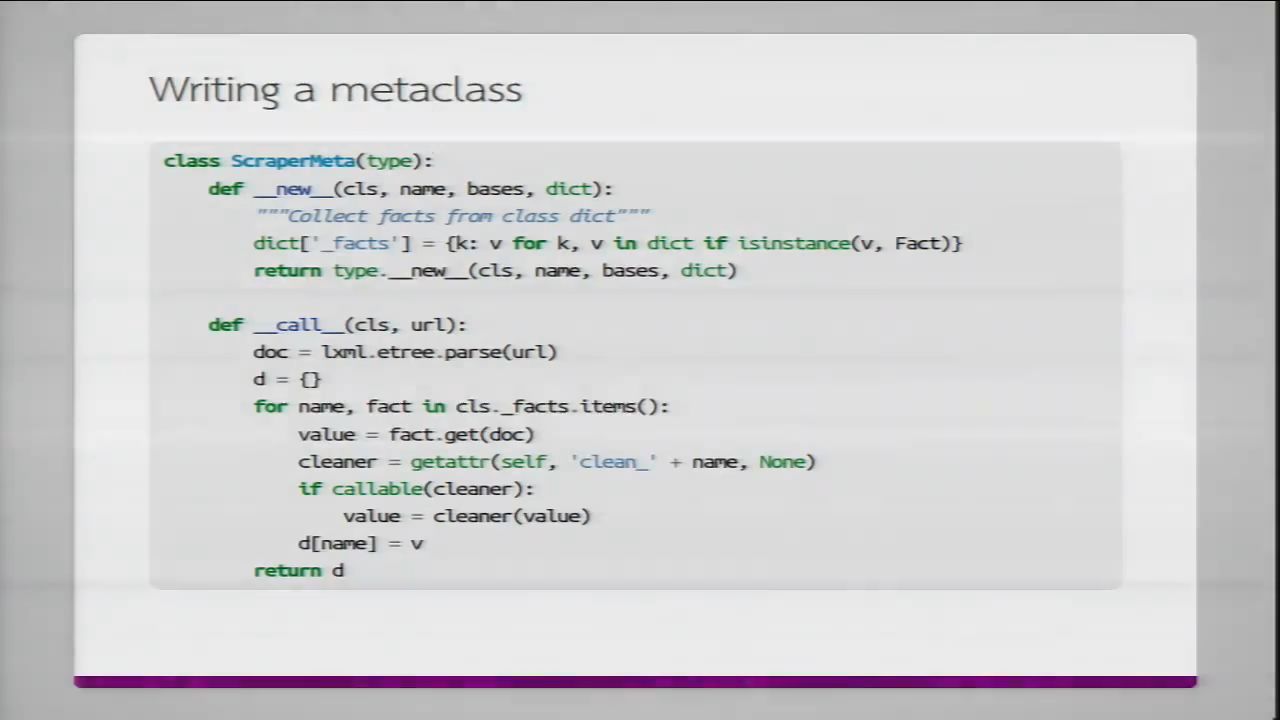 Writing a metaclass
class ScraperMeta(type):
    def __new__(cls, name, bases, dict):
        """Collect facts from class dict"""
        dict['_facts'] = {k: v for k, v in dict if isinstance(v, Fact)}
        return type.__new__(cls, name, bases, dict)
    def __call__(cls, url):
        doc = lxml.etree.parse(url)
        d = {}
        for name, fact in cls._facts.items():
            value = fact.get(doc)
            cleaner = getattr(self, 'clean_' + name, None)
            if callable(cleaner):
                value = cleaner(value)
            d[name] = v
        return d